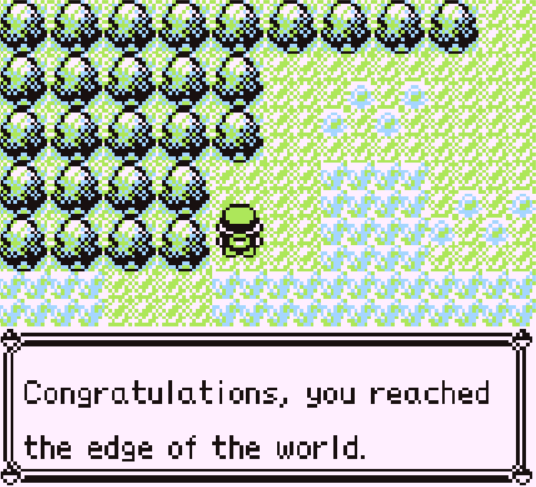 Congratulations, you reached
the edge of the world.